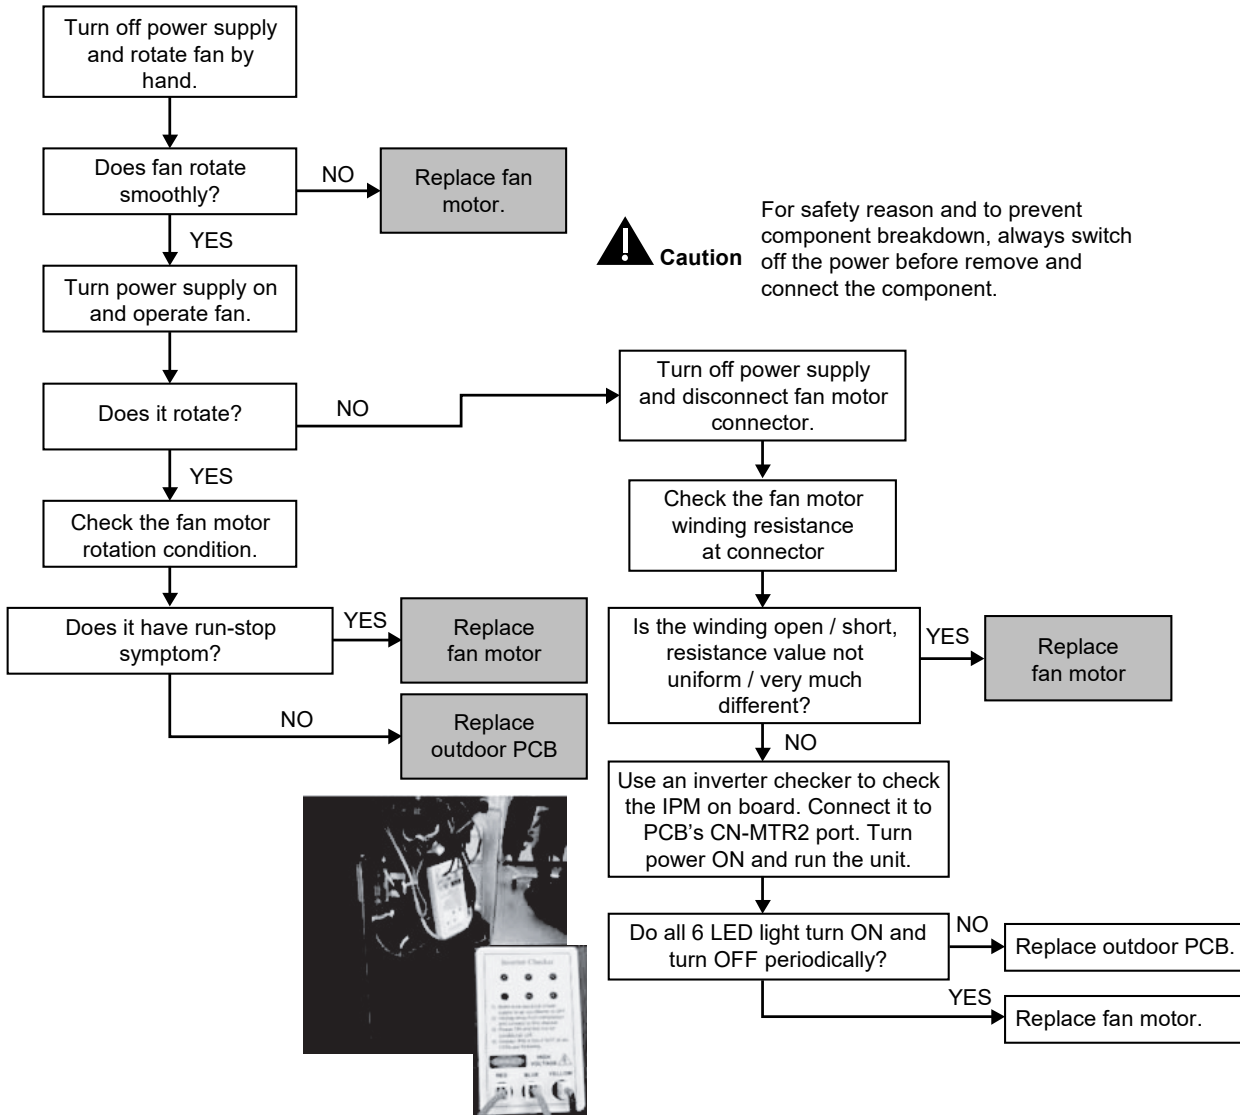 Turn off power supply
and rotate fan by
hand.
Does fan rotate
smoothly?
NO
Replace fan
motor.
YES
Caution
For safety reason and to prevent
component breakdown, always switch
off the power before remove and
connect the component.
Turn power supply on
and operate fan.
Does it rotate?
NO
Turn off power supply
and disconnect fan motor
connector.
YES
Check the fan motor
rotation condition.
Check the fan motor
winding resistance
at connector
Does it have run-stop
symptom?
YES
Replace
fan motor
NO
Replace
outdoor PCB
Is the winding open / short,
resistance value not
uniform / very much
different?
YES
Replace
fan motor
NO
Use an inverter checker to check
the IPM on board. Connect it to
PCB's CN-MTR2 port. Turn
power ON and run the unit.
Do all 6 LED light turn ON and
turn OFF periodically?
NO
Replace outdoor PCB.
YES
Replace fan motor.
Inverter Checker
HIGH
VOLTAGE
RED BLUE YELLOW